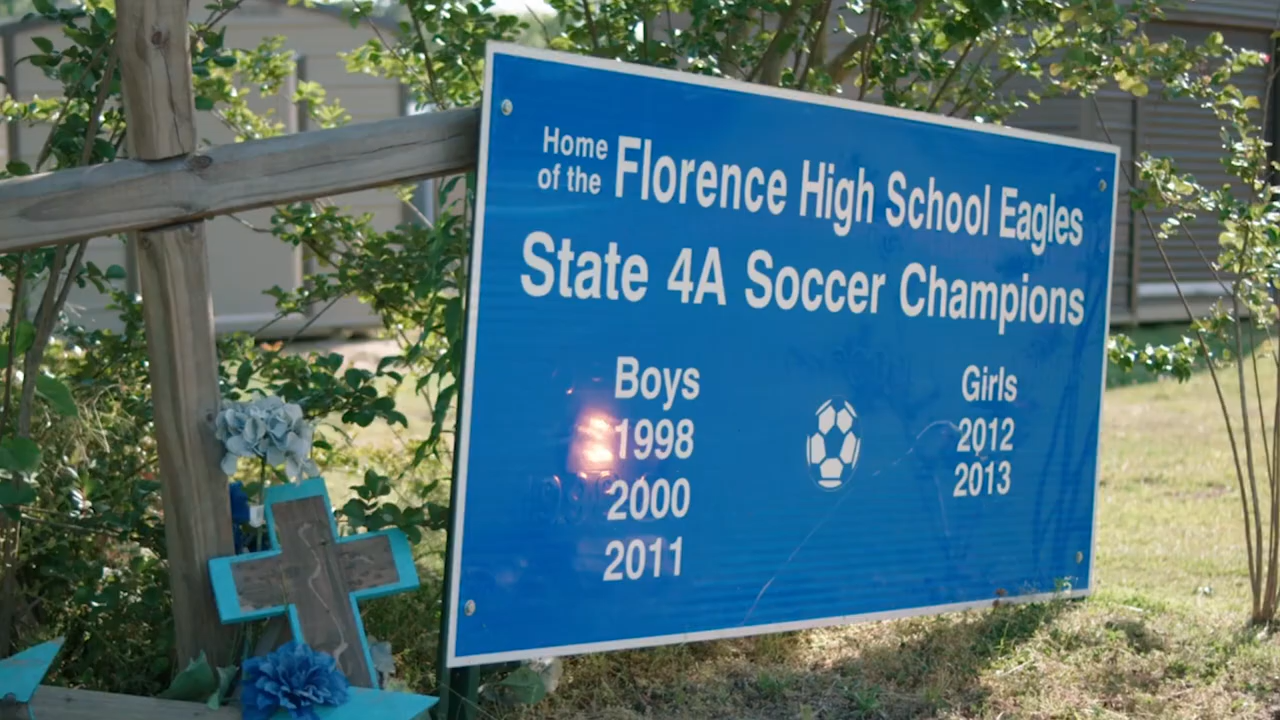 Home
of the Florence High School Eagles
State 4A Soccer Champions
Boys
1998
2000
2011
Girls
2012
2013